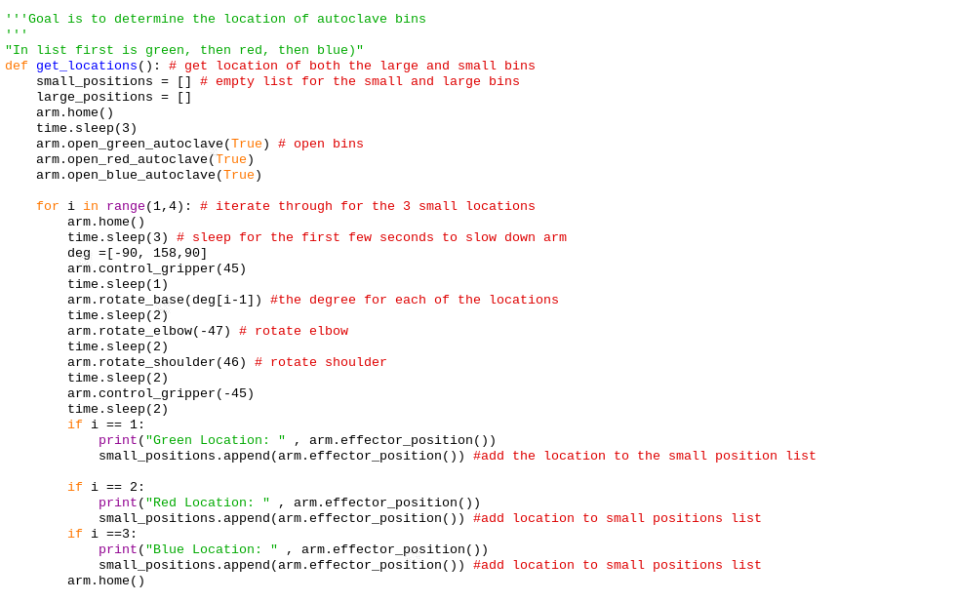 '''Goal is to determine the location of autoclave bins
'''
"In list first is green, then red, then blue)"
def get_locations(): # get location of both the large and small bins
    small_positions = [] # empty list for the small and large bins
    large_positions = []
    arm.home()
    time.sleep(3)
    arm.open_green_autoclave(True) # open bins
    arm.open_red_autoclave(True)
    arm.open_blue_autoclave(True)

    for i in range(1,4): # iterate through for the 3 small locations
        arm.home()
        time.sleep(3) # sleep for the first few seconds to slow down arm
        deg =[-90, 158,90]
        arm.control_gripper(45)
        time.sleep(1)
        arm.rotate_base(deg[i-1]) #the degree for each of the locations
        time.sleep(2)
        arm.rotate_elbow(-47) # rotate elbow
        time.sleep(2)
        arm.rotate_shoulder(46) # rotate shoulder
        time.sleep(2)
        arm.control_gripper(-45)
        time.sleep(2)
        if i == 1:
            print("Green Location: " , arm.effector_position())
            small_positions.append(arm.effector_position()) #add the location to the small position list

        if i == 2:
            print("Red Location: " , arm.effector_position())
            small_positions.append(arm.effector_position()) #add location to small positions list
        if i ==3:
            print("Blue Location: " , arm.effector_position())
            small_positions.append(arm.effector_position()) #add location to small positions list
        arm.home()